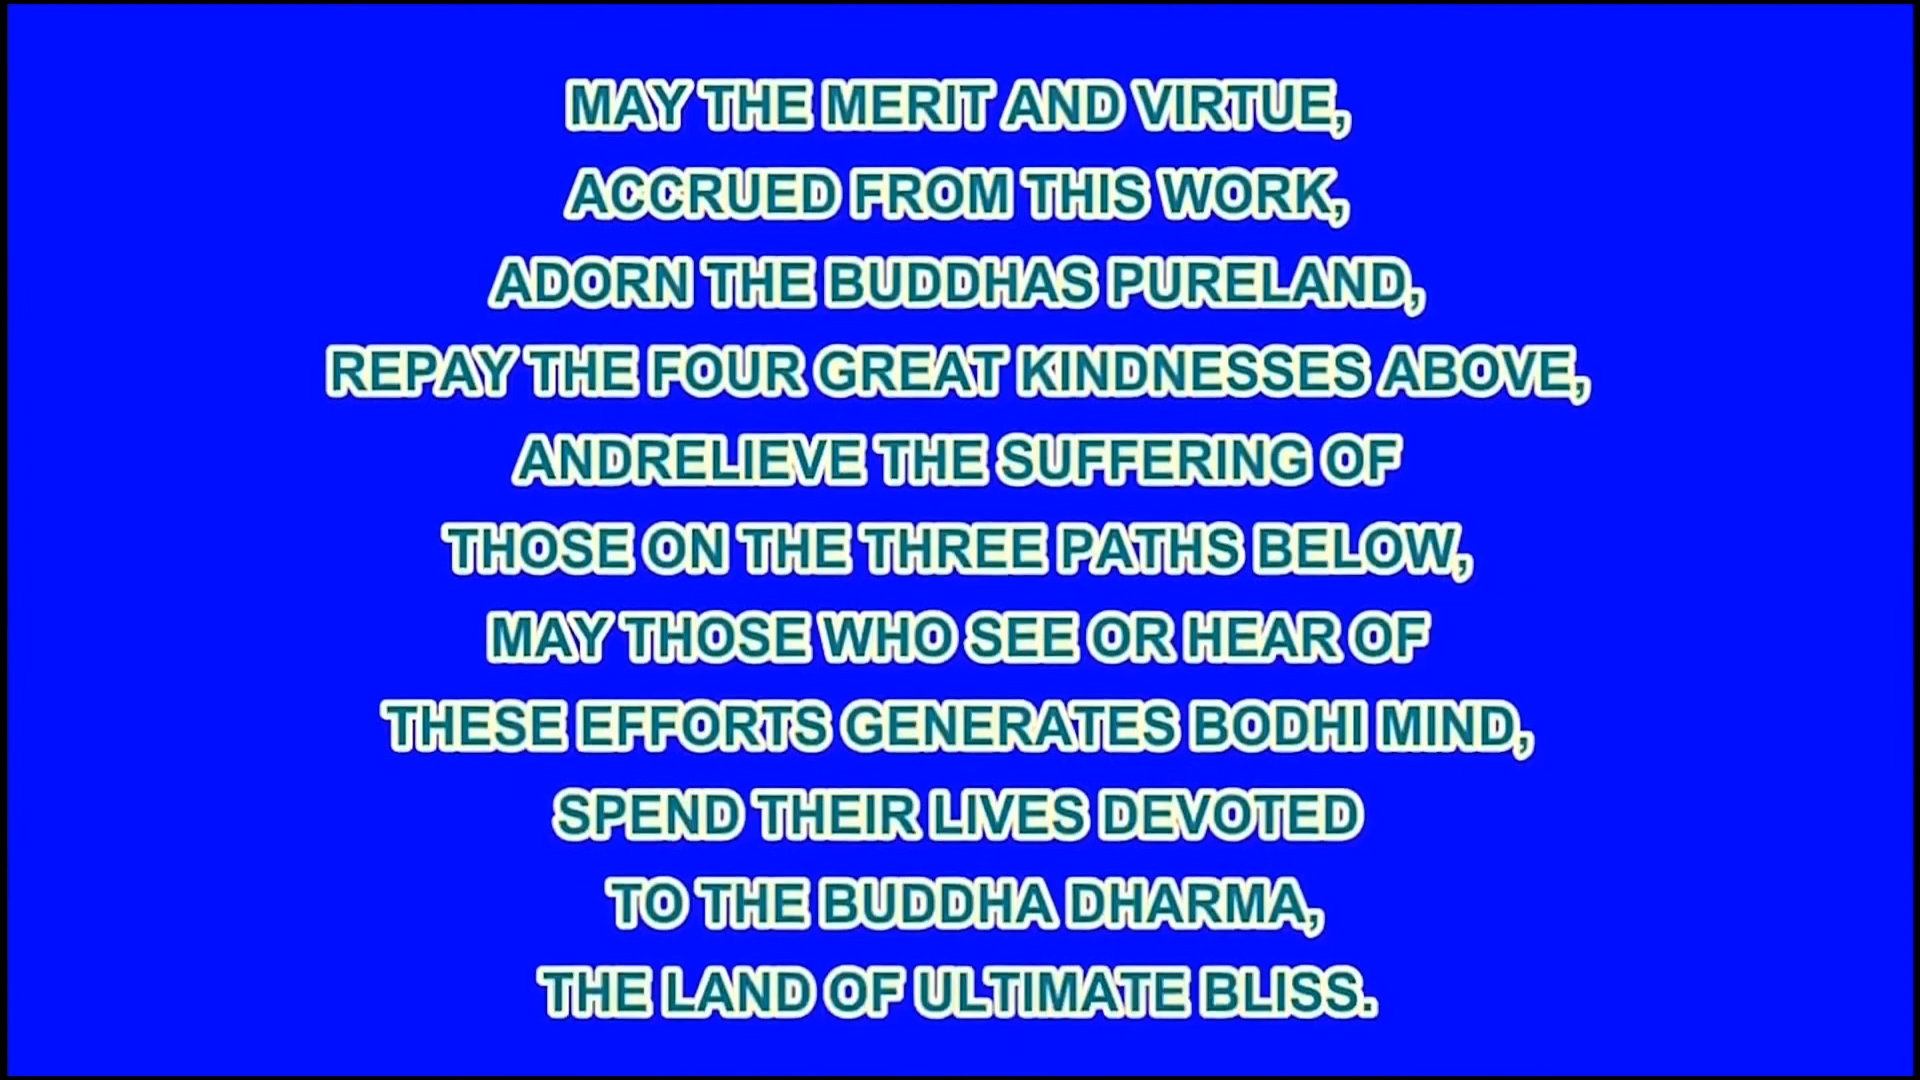 MAY THE MERIT AND VIRTUE,
ACCRUED FROM THIS WORK,
ADORN THE BUDDHAS PURELAND,
REPAY THE FOUR GREAT KINDNESSES ABOVE,
ANDRELIEVE THE SUFFERING OF
THOSE ON THE THREE PATHS BELOW,
MAY THOSE WHO SEE OR HEAR OF
THESE EFFORTS GENERATES BODHI MIND,
SPEND THEIR LIVES DEVOTED
TO THE BUDDHA DHARMA,
THE LAND OF ULTIMATE BLISS.